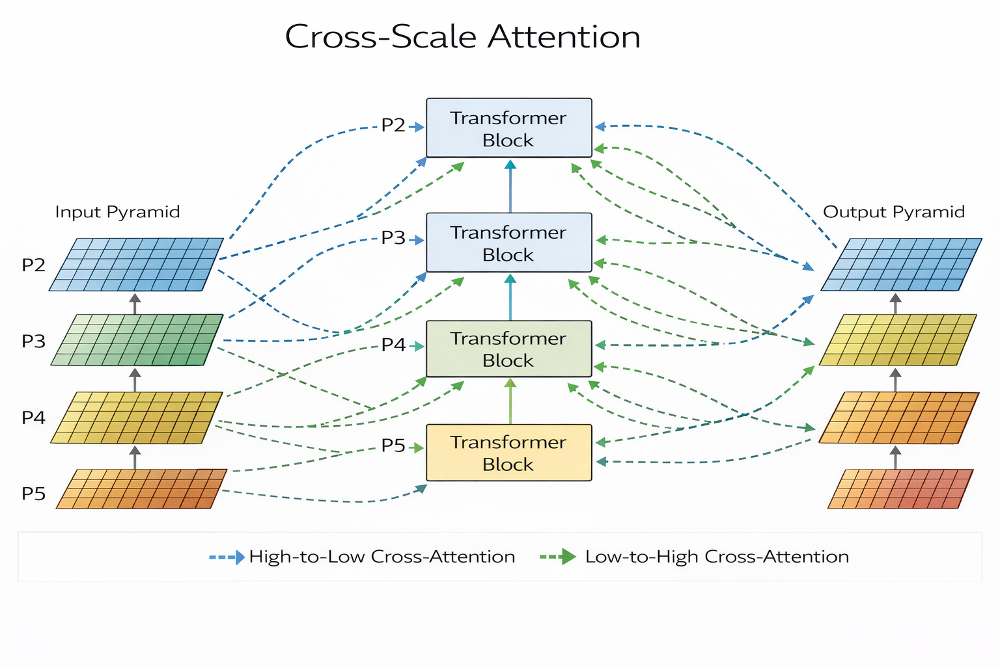 Cross-Scale Attention
P2
Transformer
Block
Input Pyramid
Output Pyramid
P3
Transformer
Block
P2
P3
P4
Transformer
Block
P4
P5
Transformer
Block
P5
High-to-Low Cross-Attention
Low-to-High Cross-Attention